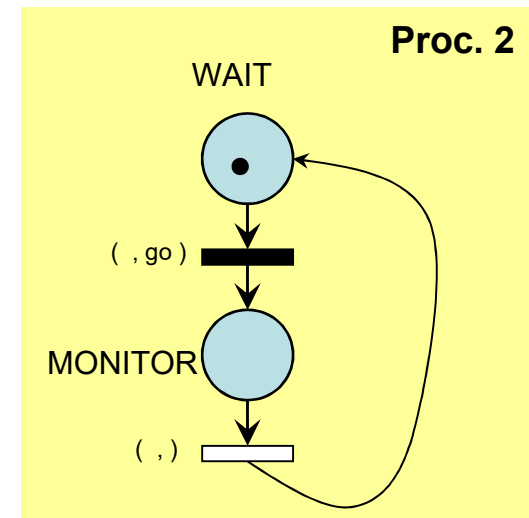 Proc. 2
WAIT
( , go )
MONITOR
( , )